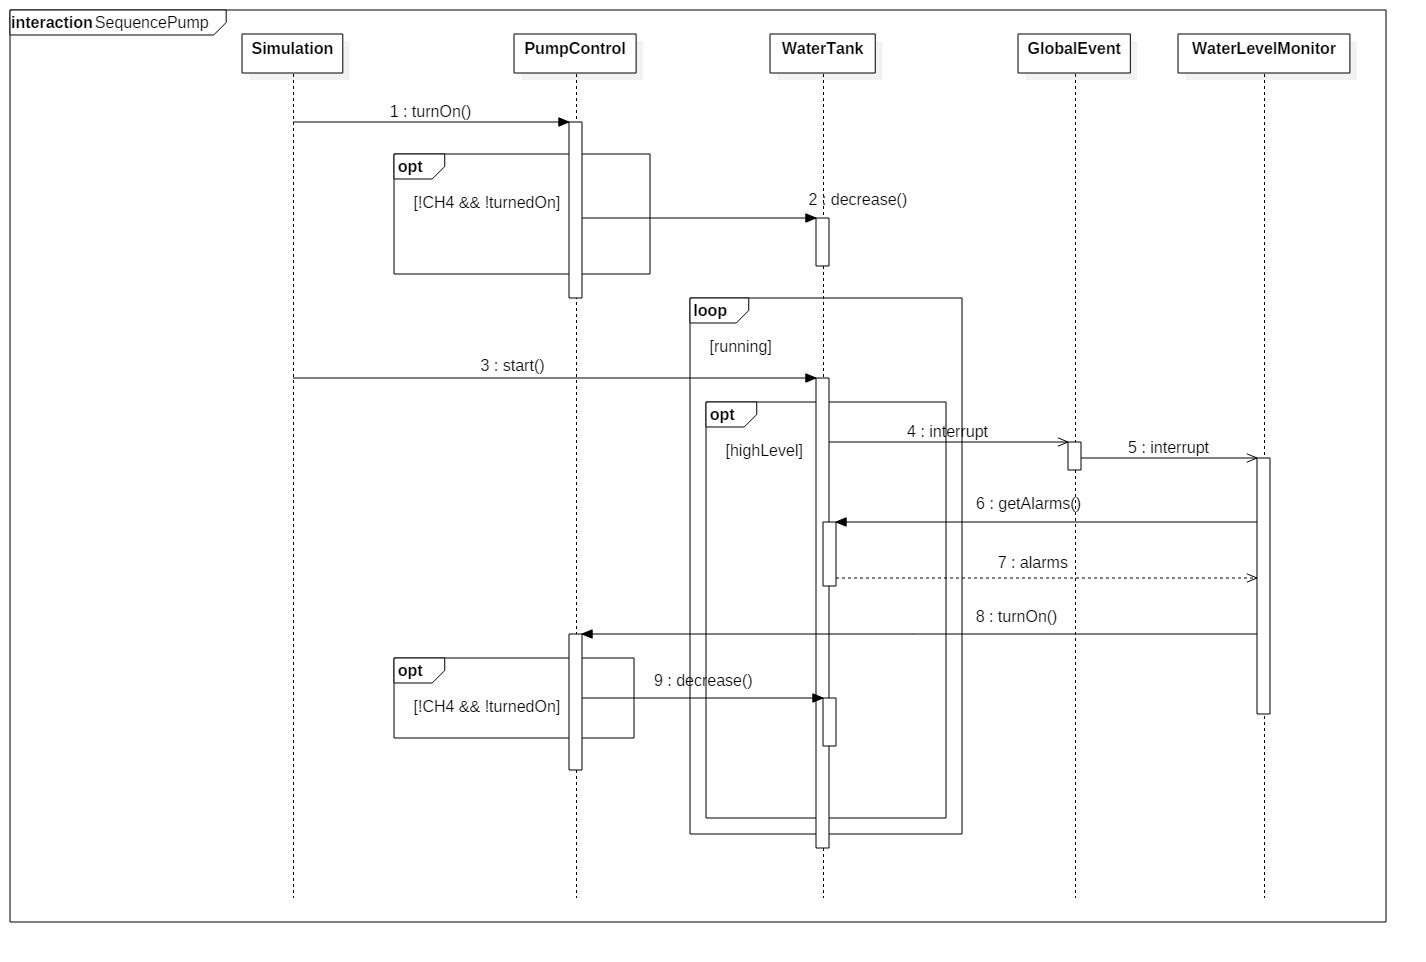 interaction SequencePump
Simulation
PumpControl
WaterTank
GlobalEvent
WaterLevelMonitor
1 : turnOn()
opt
[!CH4 && !turnedOn]
2 : decrease()
loop
[running]
3 : start()
opt
[highLevel]
4 : interrupt
5 : interrupt
6 : getAlarms()
7 : alarms
8 : turnOn()
opt
[!CH4 && !turnedOn]
9 : decrease()